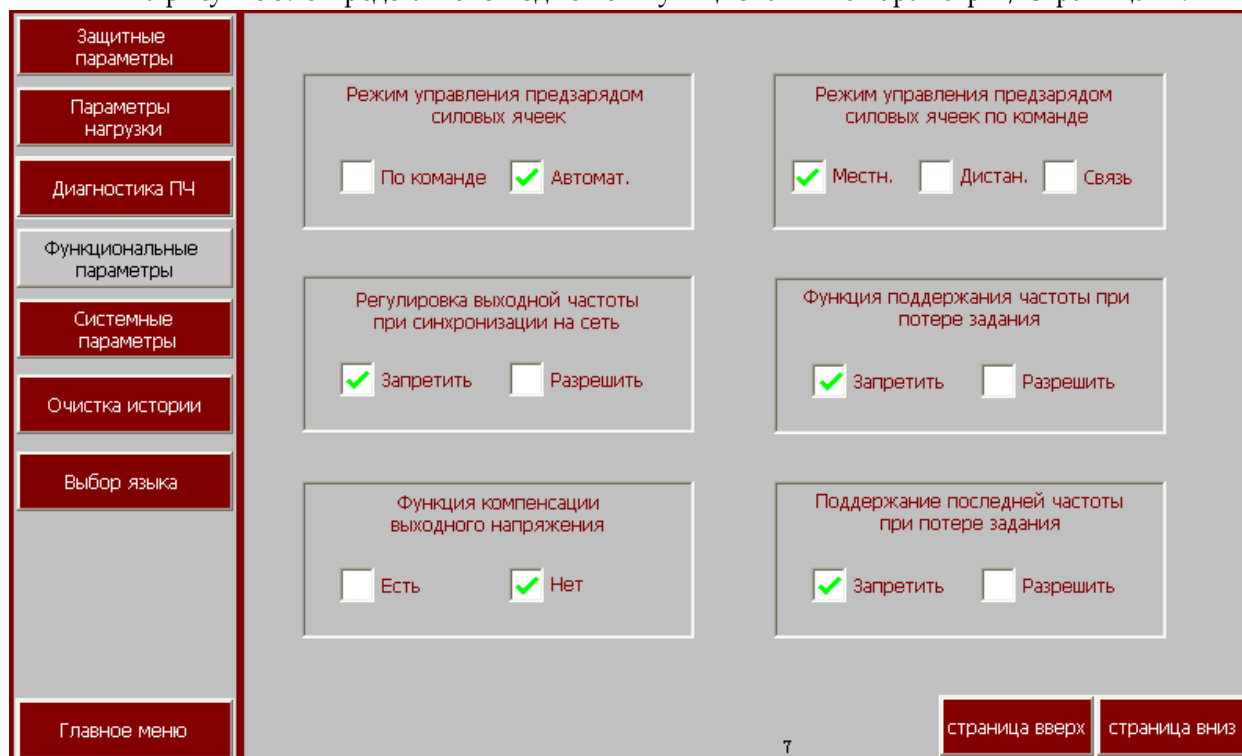 Защитные
параметры
Параметры
нагрузки
Диагностика ПЧ
Функциональные
параметры
Системные
параметры
Очистка истории
Выбор языка
Главное меню
Режим управления предзарядом
силовых ячеек
По команде Автомат.
Режим управления предзарядом
силовых ячеек по команде
Местн. Дистан. Связь
Регулировка выходной частоты
при синхронизации на сеть
Запретить Разрешить
Функция поддержания частоты при
потере задания
Запретить Разрешить
Функция компенсации
выходного напряжения
Есть Нет
Поддержание последней частоты
при потере задания
Запретить Разрешить
7
страница вверх страница вниз